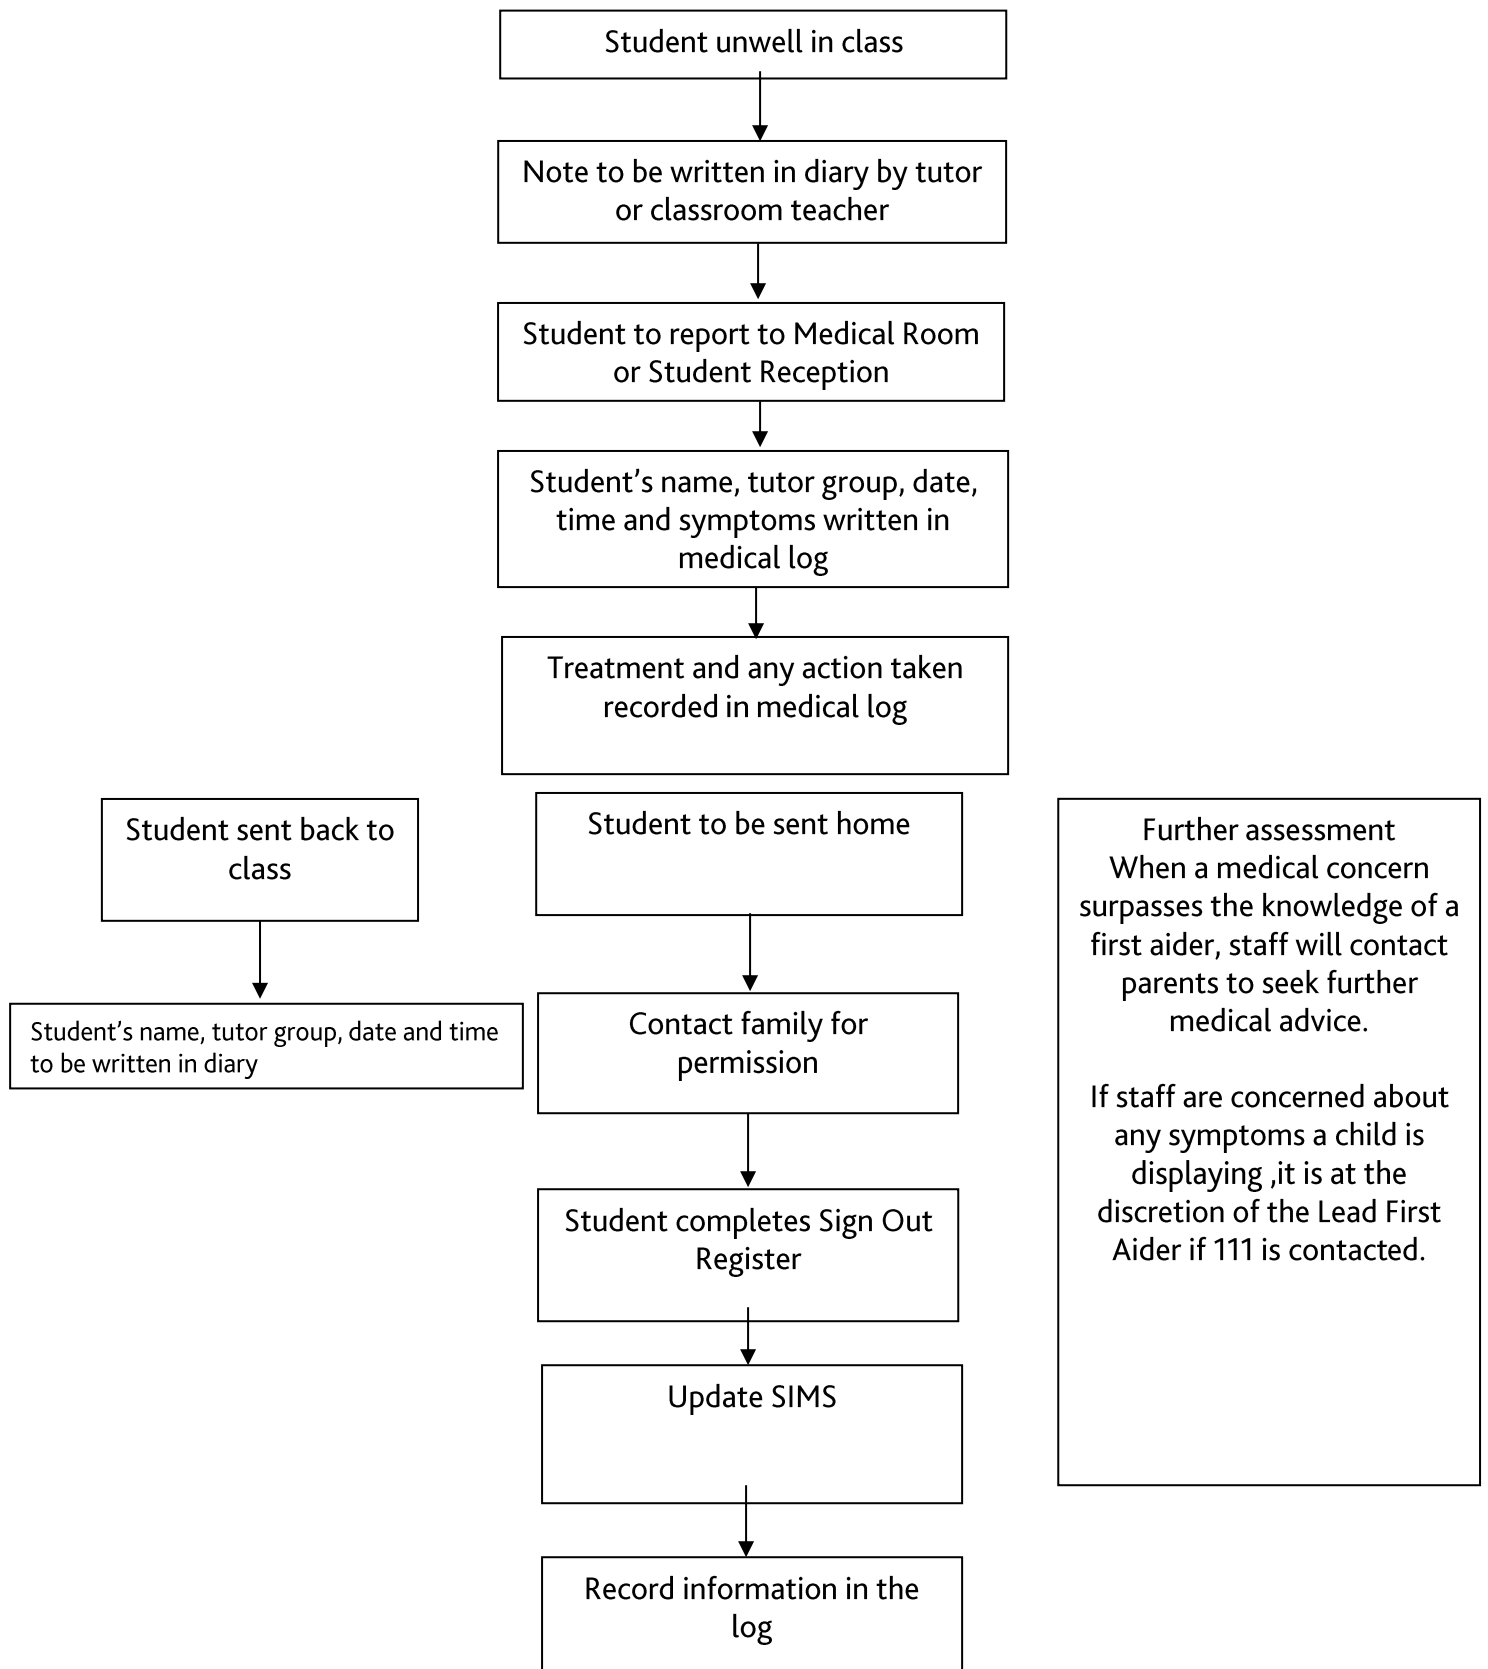 Student unwell in class
Note to be written in diary by tutor
or classroom teacher
Student to report to Medical Room
or Student Reception
Student’s name, tutor group, date,
time and symptoms written in
medical log
Treatment and any action taken
recorded in medical log
Student sent back to
class
Student’s name, tutor group, date and time
to be written in diary
Student to be sent home
Contact family for
permission
Student completes Sign Out
Register
Update SIMS
Record information in the
log
Further assessment
When a medical concern
surpasses the knowledge of a
first aider, staff will contact
parents to seek further
medical advice.
If staff are concerned about
any symptoms a child is
displaying ,it is at the
discretion of the Lead First
Aider if 111 is contacted.